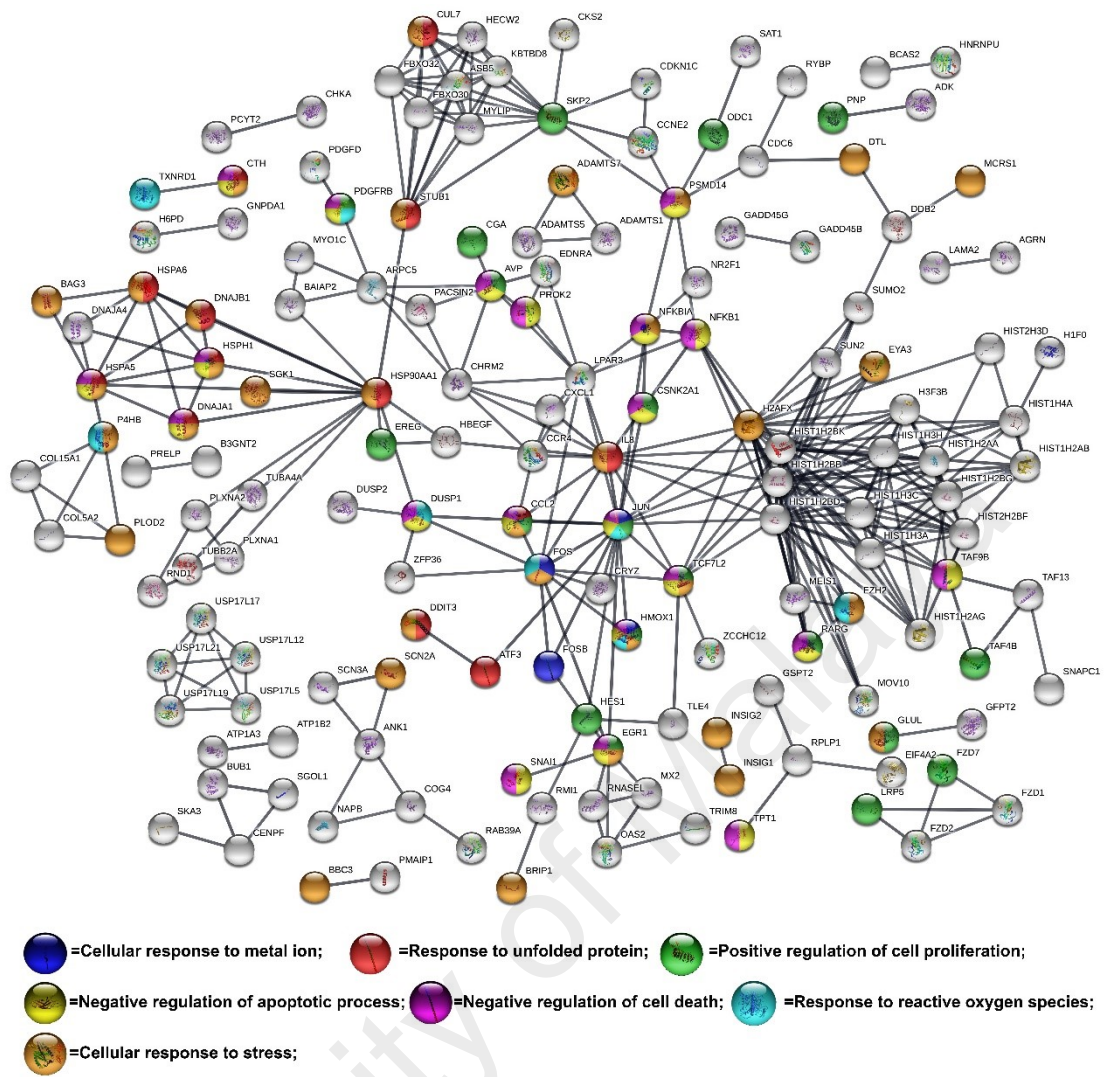 CUL7
HECW2
CKS2
KBTBD8
FBXO32
ASB5
FBXO30
MYLIP
SKP2
CDKN1C
SAT1
RYBP
BCAS2
HNRNPU
PNP
ADK
ODC1
CCNE2
CDC6
DTL
MCRS1
CHKA
PCYT2
PDGFD
CTH
TXNRD1
PDGFRB
STUB1
ADAMTS7
PSMD14
DDB2
H6PD
GNPDA1
CGA
ADAMTS5
ADAMTS1
GADD45G
GADD45B
LAMA2
AGRN
MYO1C
ARPC5
AVP
EDNRA
NR2F1
SUMO2
BAG3
HSPA6
DNAJB1
BAIAP2
PACSIN2
PROK2
NFKBIA
NFKB1
DNAJA4
HSPH1
SUN2
EYA3
HIST2H3D
H1F0
HSPA5
SGK1
HSP90AA1
CHRM2
LPAR3
CSNK2A1
H2AFX
H3F3B
HIST1H4A
P4HB
DNAJA1
CXCL1
EREG
HBEGF
CCR4
IL8
HIST1H2BK
HIST1H3H
HIST1H2AA
HIST1H2AB
COL15A1
PRELP
B3GNT2
HIST1H2BB
HIST1H2BG
COL5A2
PLOD2
PLXNA2
TUBA4A
DUSP2
DUSP1
CCL2
JUN
HIST1H2BD
HIST1H3C
HIST2H2BF
TUBB2A
PLXNA1
RND1
ZFP36
FOS
CRYZ
TCF7L2
HIST1H3A
TAF9B
MEIS1
EZH2
TAF13
USP17L17
DDIT3
HMOX1
RARG
HIST1H2AG
USP17L21
USP17L12
ATF3
FOSB
ZCCHC12
TAF4B
SNAPC1
USP17L19
USP17L5
SCN3A
SCN2A
GSPT2
MOV10
HES1
TLE4
INSIG2
GLUL
GFPT2
ATP1A3
ATP1B2
ANK1
EGR1
RPLP1
EIF4A2
FZD7
BUB1
SGOL1
SNAI1
INSIG1
LRP6
FZD1
SKA3
CENPF
NAPB
COG4
RMI1
RNASEL
MX2
TRIM8
TPT1
FZD2
RAB39A
OAS2
BBC3
PMAIP1
BRIP1
=Cellular response to metal ion; =Response to unfolded protein; =Positive regulation of cell proliferation;
=Negative regulation of apoptotic process; =Negative regulation of cell death; =Response to reactive oxygen species;
=Cellular response to stress;